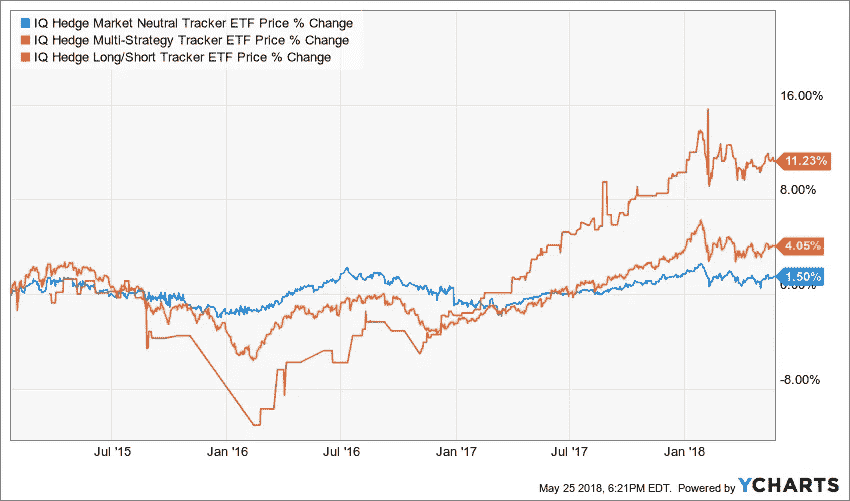 IQ Hedge Market Neutral Tracker ETF Price % Change
IQ Hedge Multi-Strategy Tracker ETF Price % Change
IQ Hedge Long/Short Tracker ETF Price % Change
16.00%
11.23%
8.00%
4.05%
1.50%
0.00%
-8.00%
Jul '15 Jan '16 Jul '16 Jan '17 Jul '17 Jan '18
May 25 2018, 6:21PM EDT. Powered by YCHARTS